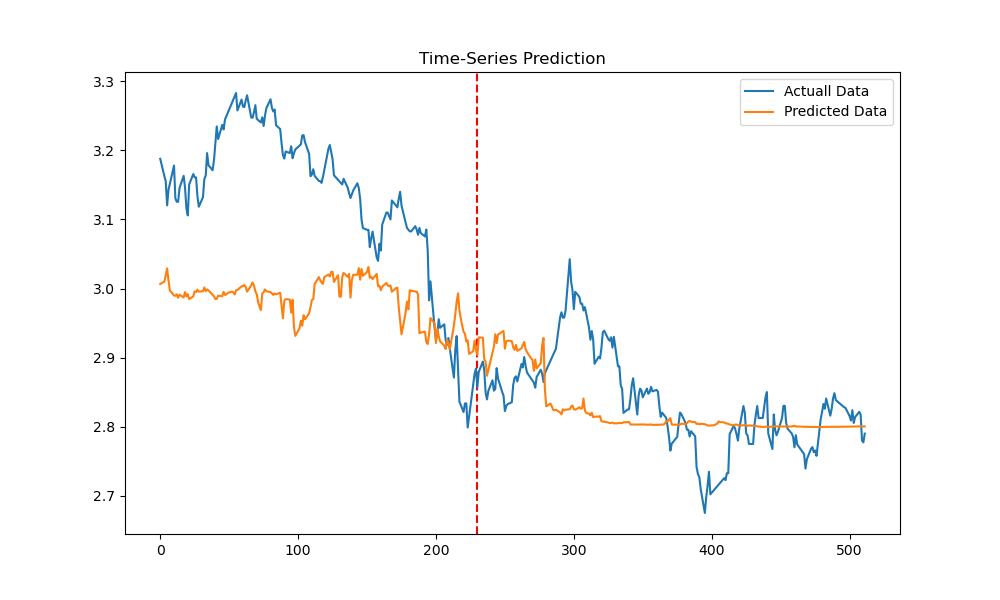 Time-Series Prediction
Actuall Data
Predicted Data
3.3
3.2
3.1
3.0
2.9
2.8
2.7
0 100 200 300 400 500